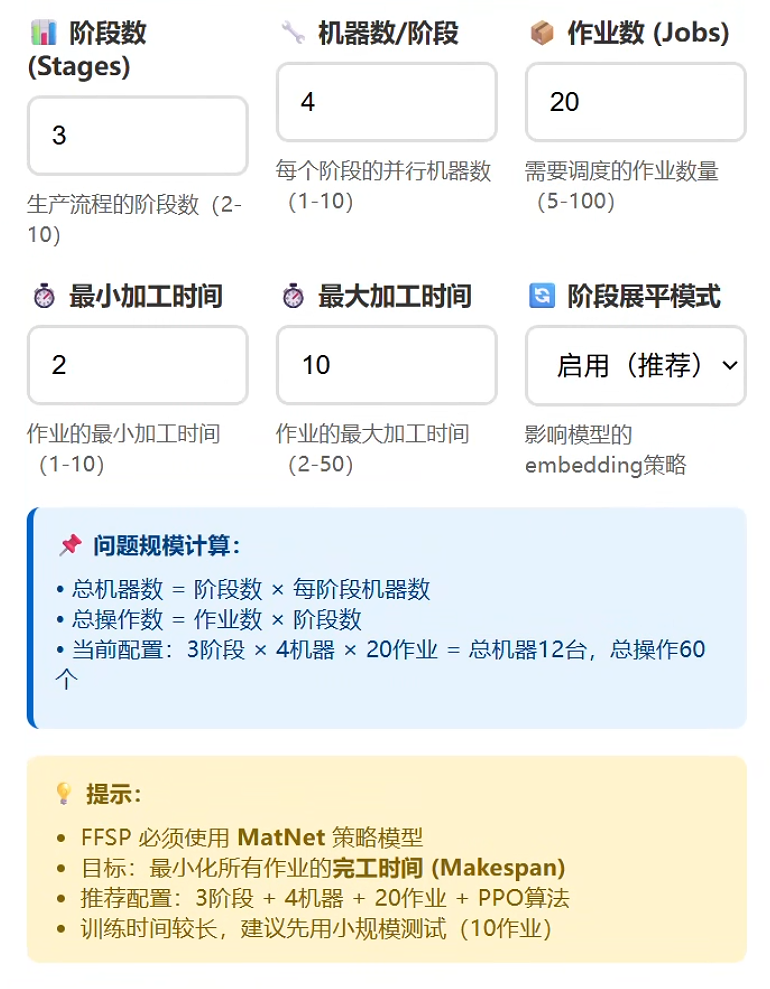 阶段数
(Stages)
3
生产流程的阶段数（2-
10）
机器数/阶段
4
每个阶段的并行机器数
（1-10）
作业数 (Jobs)
20
需要调度的作业数量
（5-100）
最小加工时间
2
作业的最小加工时间
（1-10）
最大加工时间
10
作业的最大加工时间
（2-50）
阶段展平模式
启用（推荐）
影响模型的
embedding策略
问题规模计算：
• 总机器数 = 阶段数 × 每阶段机器数
• 总操作数 = 作业数 × 阶段数
• 当前配置：3阶段 × 4机器 × 20作业 = 总机器12台，总操作60
个
提示：
• FFSP 必须使用 MatNet 策略模型
• 目标：最小化所有作业的完工时间 (Makespan)
• 推荐配置：3阶段 + 4机器 + 20作业 + PPO算法
• 训练时间较长，建议先用小规模测试（10作业）